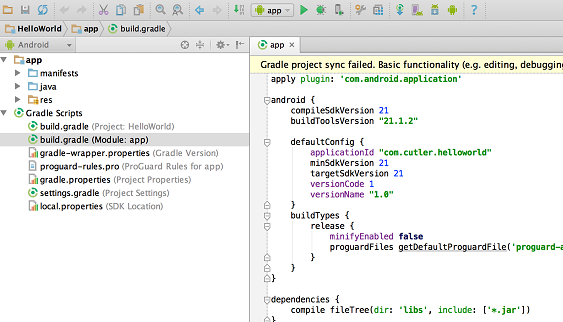 app
HelloWorld app build.gradle
Android
app
Gradle project sync failed. Basic functionality (e.g. editing, debugging
app
manifests
java
res
Gradle Scripts
build.gradle (Project: HelloWorld)
build.gradle (Module: app)
gradle-wrapper.properties (Gradle Version)
proguard-rules.pro (ProGuard Rules for app)
gradle.properties (Project Properties)
settings.gradle (Project Settings)
local.properties (SDK Location)
apply plugin: 'com.android.application'
android {
compileSdkVersion 21
buildToolsVersion "21.1.2"
defaultConfig {
applicationId "com.cutler.helloworld"
minSdkVersion 21
targetSdkVersion 21
versionCode 1
versionName "1.0"
}
buildTypes {
release {
minifyEnabled false
proguardFiles getDefaultProguardFile('proguard-a
}
}
}
dependencies {
compile fileTree(dir: 'libs', include: ['*.jar'])
}